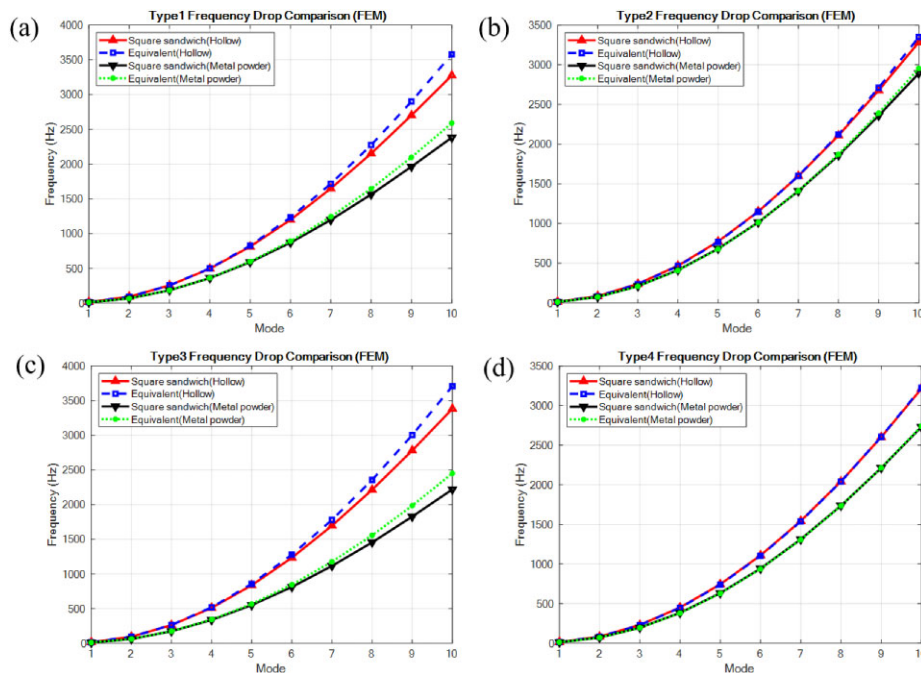 (a)
Type1 Frequency Drop Comparison (FEM)
4000
3500
3000
2500
2000
1500
1000
500
0
Frequency (Hz)
Square sandwich(Hollow)
Equivalent(Hollow)
Square sandwich(Metal powder)
Equivalent(Metal powder)
1 2 3 4 5 6 7 8 9 10
Mode
(b)
Type2 Frequency Drop Comparison (FEM)
3500
3000
2500
2000
1500
1000
500
0
Frequency (Hz)
Square sandwich(Hollow)
Equivalent(Hollow)
Square sandwich(Metal powder)
Equivalent(Metal powder)
1 2 3 4 5 6 7 8 9 10
Mode
(c)
Type3 Frequency Drop Comparison (FEM)
4000
3500
3000
2500
2000
1500
1000
500
0
Frequency (Hz)
Square sandwich(Hollow)
Equivalent(Hollow)
Square sandwich(Metal powder)
Equivalent(Metal powder)
1 2 3 4 5 6 7 8 9 10
Mode
(d)
Type4 Frequency Drop Comparison (FEM)
3500
3000
2500
2000
1500
1000
500
0
Frequency (Hz)
Square sandwich(Hollow)
Equivalent(Hollow)
Square sandwich(Metal powder)
Equivalent(Metal powder)
1 2 3 4 5 6 7 8 9 10
Mode